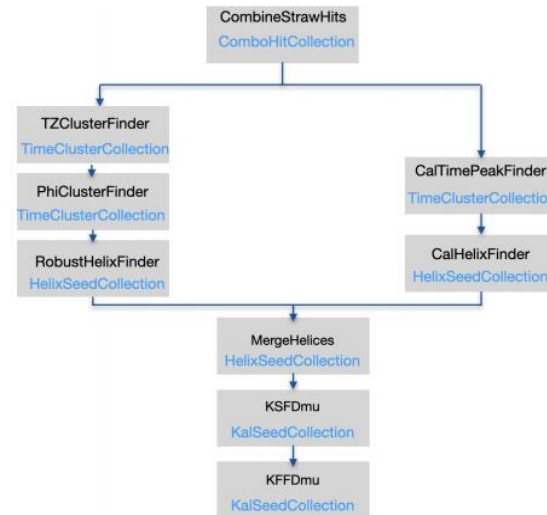 CombineStrawHits
ComboHitCollection
TZClusterFinder
TimeClusterCollection
PhiClusterFinder
TimeClusterCollection
RobustHelixFinder
HelixSeedCollection
CalTimePeakFinder
TimeClusterCollection
CalHelixFinder
HelixSeedCollection
MergeHelices
HelixSeedCollection
KSFDmu
KalSeedCollection
KFFDmu
KalSeedCollection